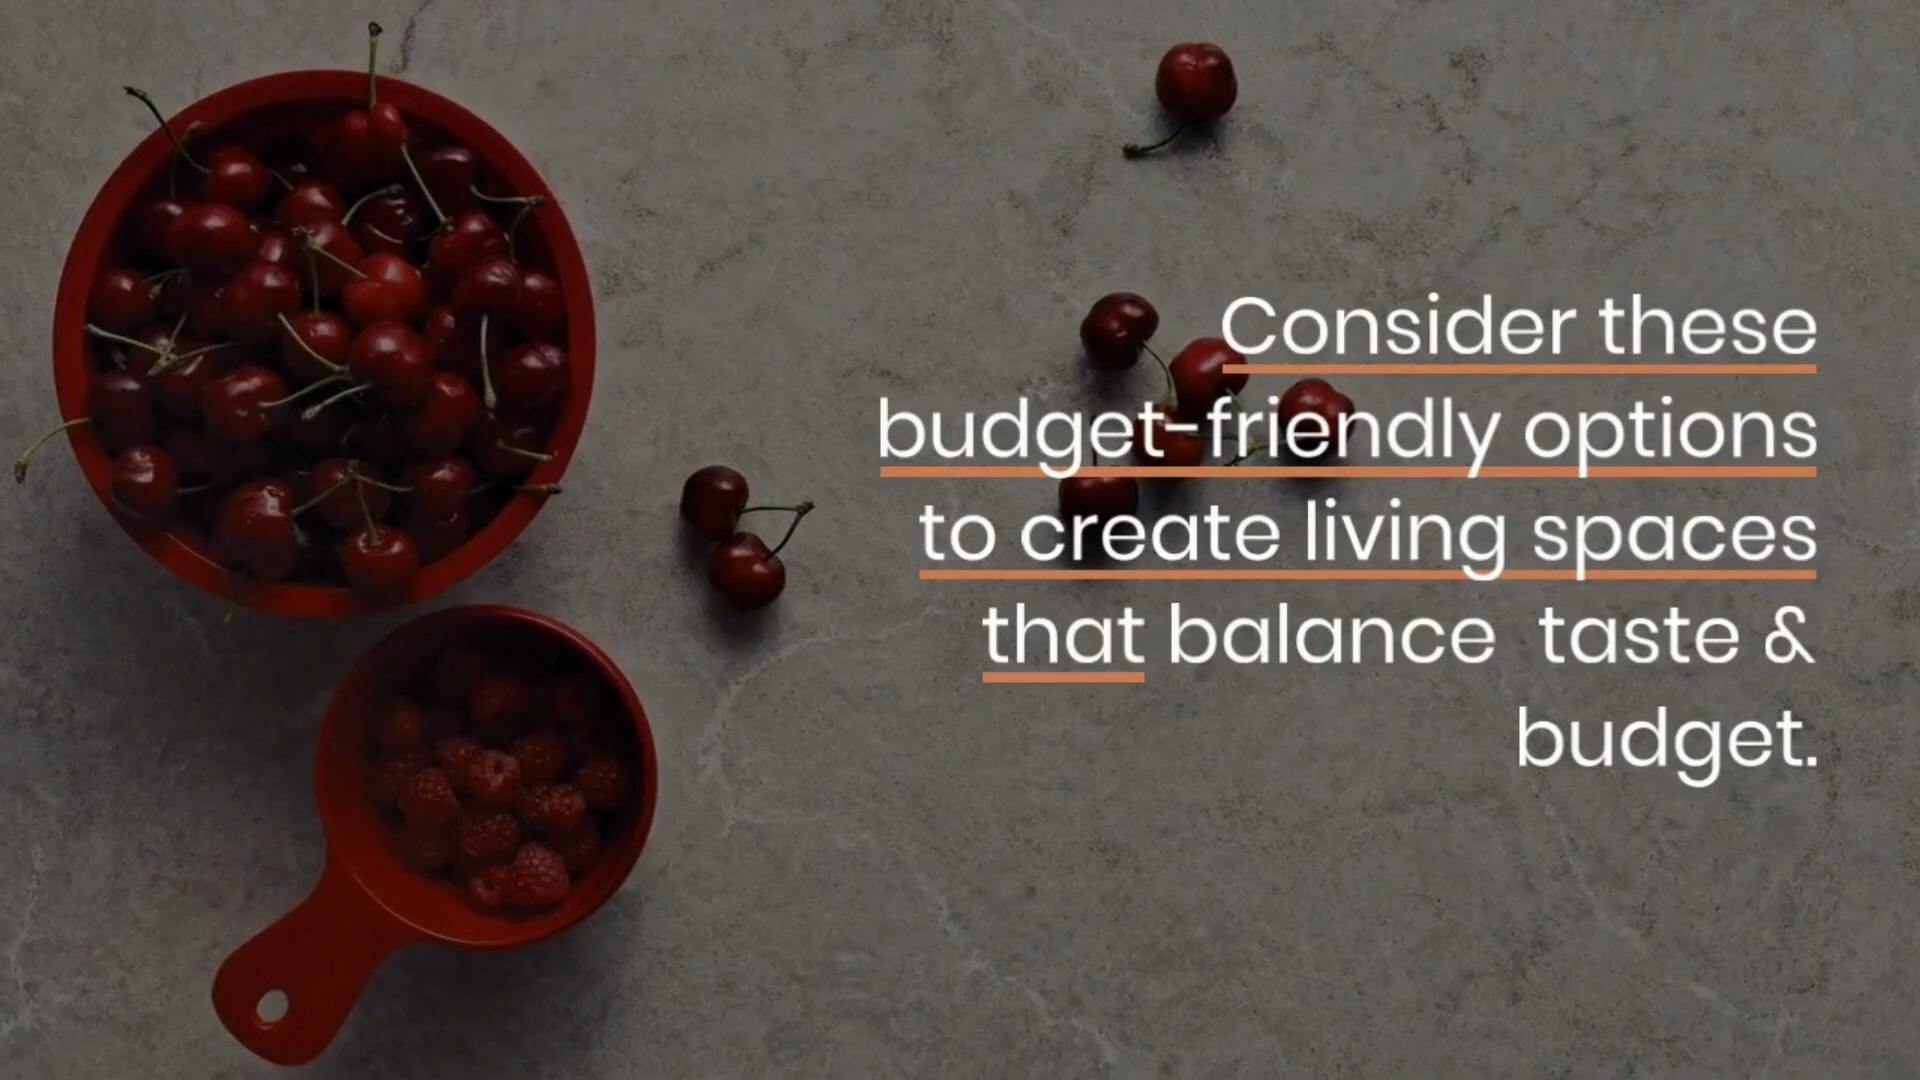 Consider these
budget-friendly options
to create living spaces
that balance  taste &
budget.